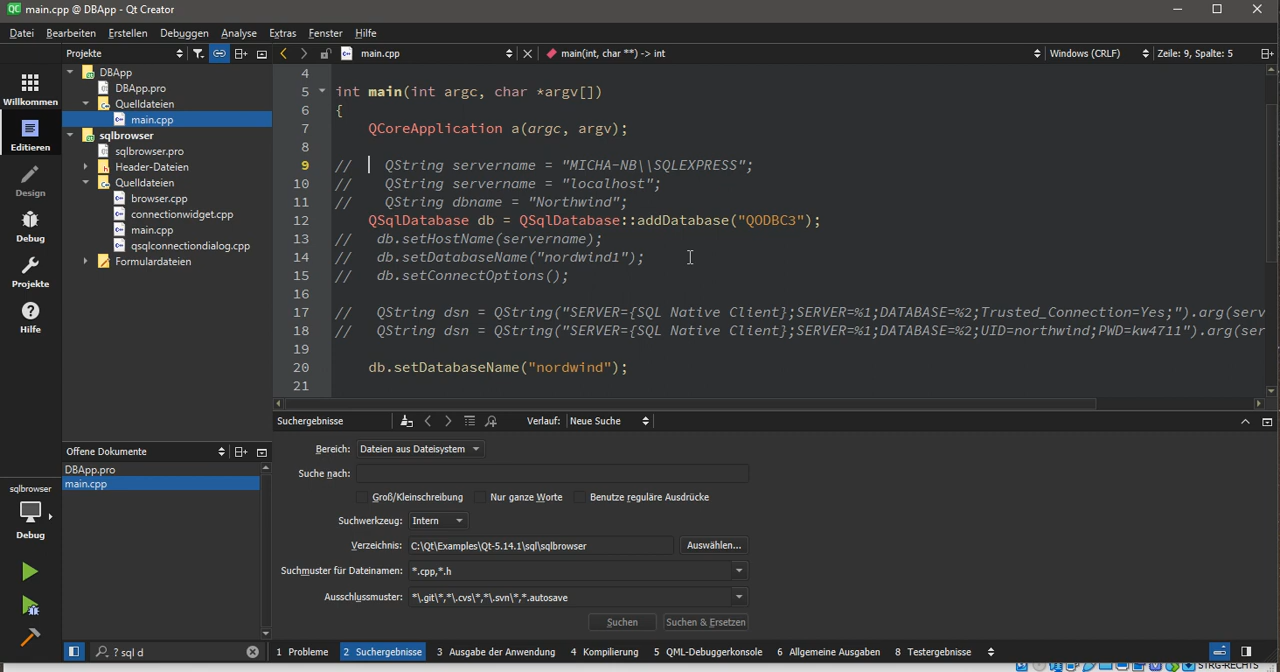 QC main.cpp @ DBApp - Qt Creator
Datei Bearbeiten Erstellen Debugging Analyse Extras Fenster Hilfe
Projekte
main.cpp
main(int, char **) -> int
Windows (CRLF)
Zeile: 9, Spalte: 5
Willkommen
Editieren
Design
Debug
Projekte
Hilfe
DBApp
DBApp.pro
Quelldateien
main.cpp
sqlbrowser
sqlbrowser.pro
Header-Dateien
Quelldateien
browser.cpp
connectionwidget.cpp
main.cpp
qsqlconnectiondialog.cpp
Formulardateien
4
5 int main(int argc, char *argv[])
6 {
7 QCoreApplication a(argc, argv);
8
9 // QString servername = "MICHA-NB\\SQLEXPRESS";
10 // QString servername = "localhost";
11 // QString dbname = "Northwind";
12 QSqlDatabase db = QSqlDatabase::addDatabase("QODBC3");
13 // db.setHostName(servername);
14 // db.setDatabaseName("nordwind1");
15 // db.setConnectOptions();
16
17 // QString dsn = QString("SERVER={SQL Native Client};SERVER=%1;DATABASE=%2;Trusted_Connection=Yes;").arg(serv
18 // QString dsn = QString("SERVER={SQL Native Client};SERVER=%1;DATABASE=%2;UID=northwind;PWD=kw4711").arg(ser
19
20 db.setDatabaseName("nordwind");
21
Offene Dokumente
DBApp.pro
main.cpp
sqlbrowser
Debug
Suchergebnisse
Verlauf: Neue Suche
Bereich: Dateien aus Dateisystem
Suche nach:
Groß/Kleinschreibung Nur ganze Worte Benutze reguläre Ausdrücke
Suchwerkzeug: Intern
Verzeichnis: C:\Qt\Examples\Qt-5.14.1\sql\sqlbrowser Auswählen...
Suchmuster für Dateinamen: *.cpp,*.h
Ausschlussmuster: *\.git\*,*\.cvs\*,*\.svn\*,*.autosave
Suchen Suchen & Ersetzen
? sql d
1 Probleme 2 Suchergebnisse 3 Ausgabe der Anwendung 4 Kompilierung 5 QML-Debuggerkonsole 6 Allgemeine Ausgaben 8 Testergebnisse
STRG-RECHTS